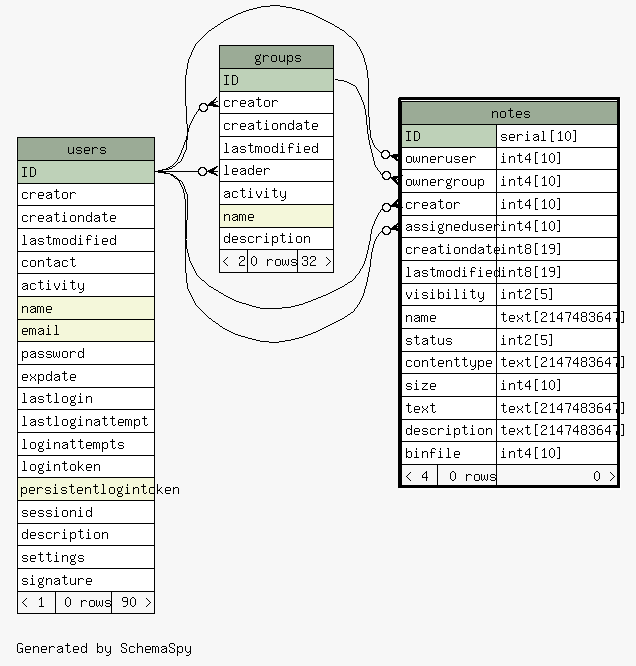 users
ID
creator
creationdate
lastmodified
contact
activity
name
email
password
expdate
lastlogin
lastloginattempt
loginattempts
logintoken
persistentlogintoken
sessionid
description
settings
signature
< 1 0 rows 90 >
groups
ID
creator
creationdate
lastmodified
leader
activity
name
description
< 2 0 rows 32 >
notes
ID serial[10]
owneruser int4[10]
ownergroup int4[10]
creator int4[10]
assigneduser int4[10]
creationdate int8[19]
lastmodified int8[19]
visibility int2[5]
name text[2147483647]
status int2[5]
contenttype text[2147483647]
size int4[10]
text text[2147483647]
description text[2147483647]
binfile int4[10]
< 4 0 rows 0 >
Generated by SchemaSpy